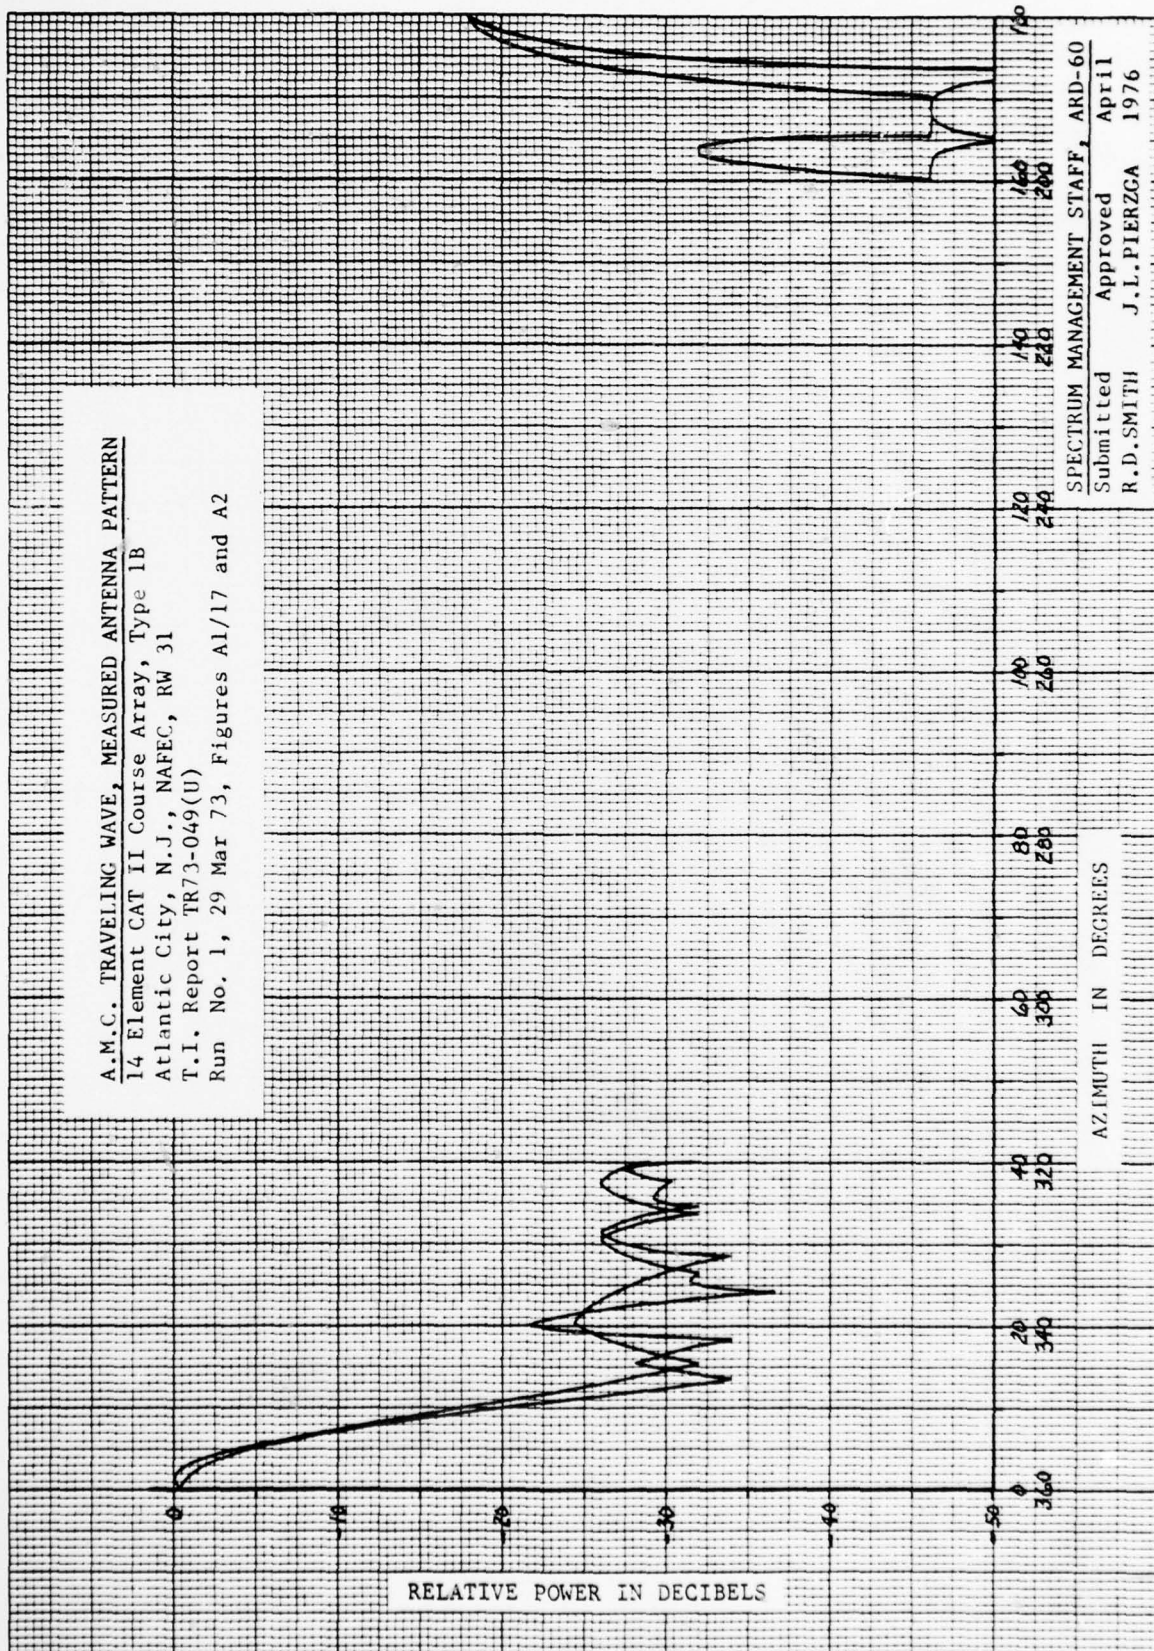 A.M.C. TRAVELING WAVE, MEASURED ANTENNA PATTERN
14 Element CAT II Course Array, Type 1B
Atlantic City, N.J., NAFEC, RW 31
T.I. Report TR73-049(U)
Run No. 1, 29 Mar 73, Figures A1/17 and A2
RELATIVE POWER IN DECIBELS
0
-10
-20
-30
-40
-50
0 20 40 60 80 100 120 140 160 180
360 340 320 300 280 260 240 220 200
AZIMUTH IN DEGREES
SPECTRUM MANAGEMENT STAFF, ARD-60
Submitted Approved April
R.D.SMITH J.L.PIERZGA 1976